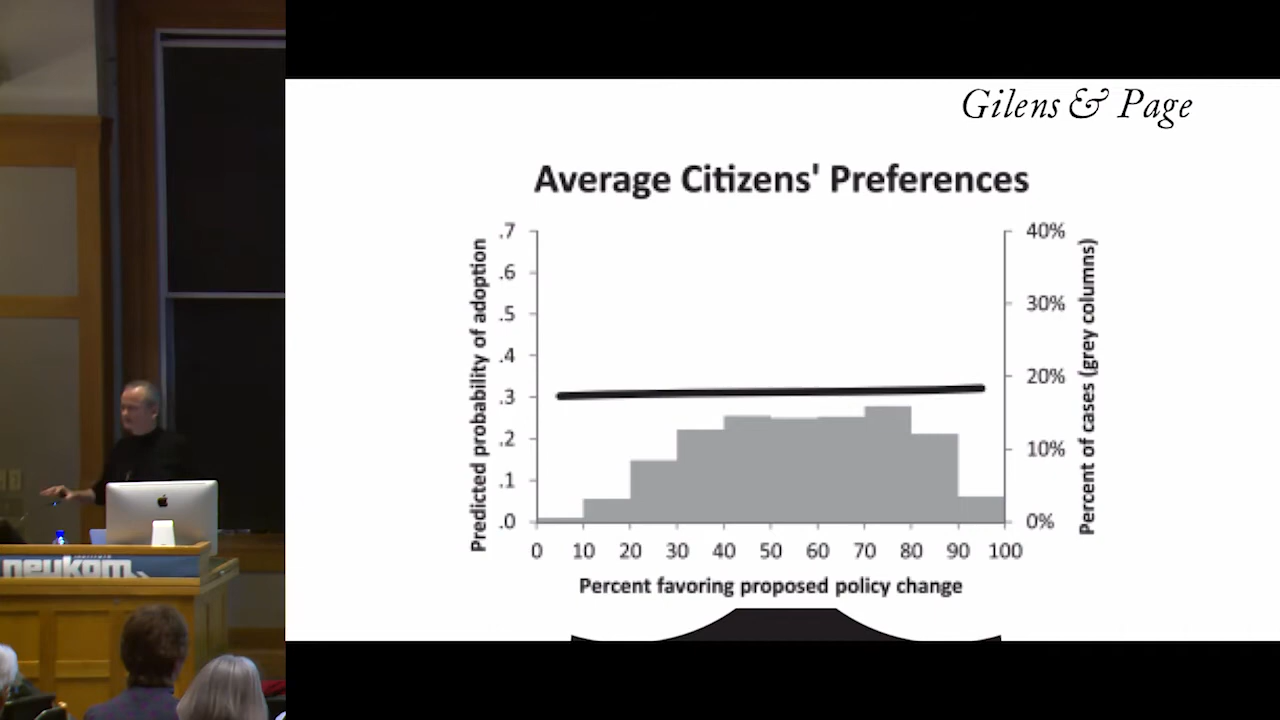 Gilens & Page
Average Citizens' Preferences
Predicted probability of adoption
.7
.6
.5
.4
.3
.2
.1
.0
40%
30%
20%
10%
0%
Percent of cases (grey columns)
0 10 20 30 40 50 60 70 80 90 100
Percent favoring proposed policy change
neukom